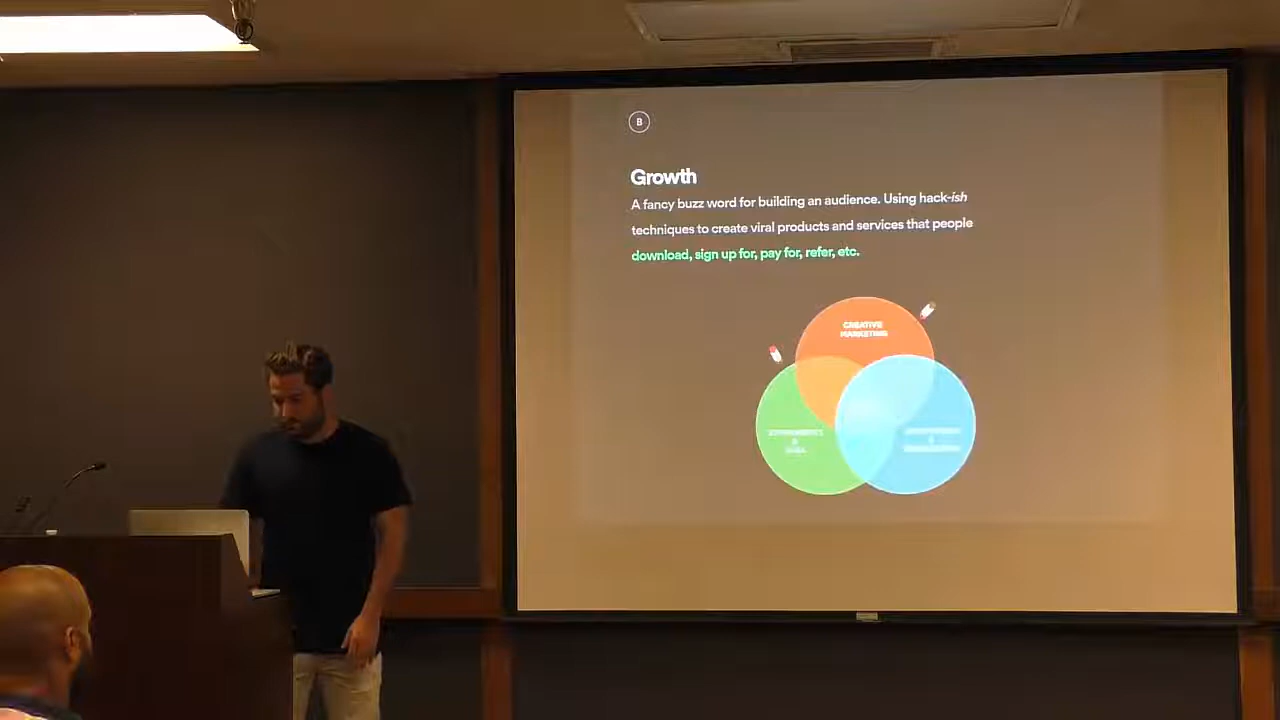 B
Growth
A fancy buzz word for building an audience. Using hack-ish
techniques to create viral products and services that people
download, sign up for, pay for, refer, etc.
CREATIVE
MARKETING
&
&